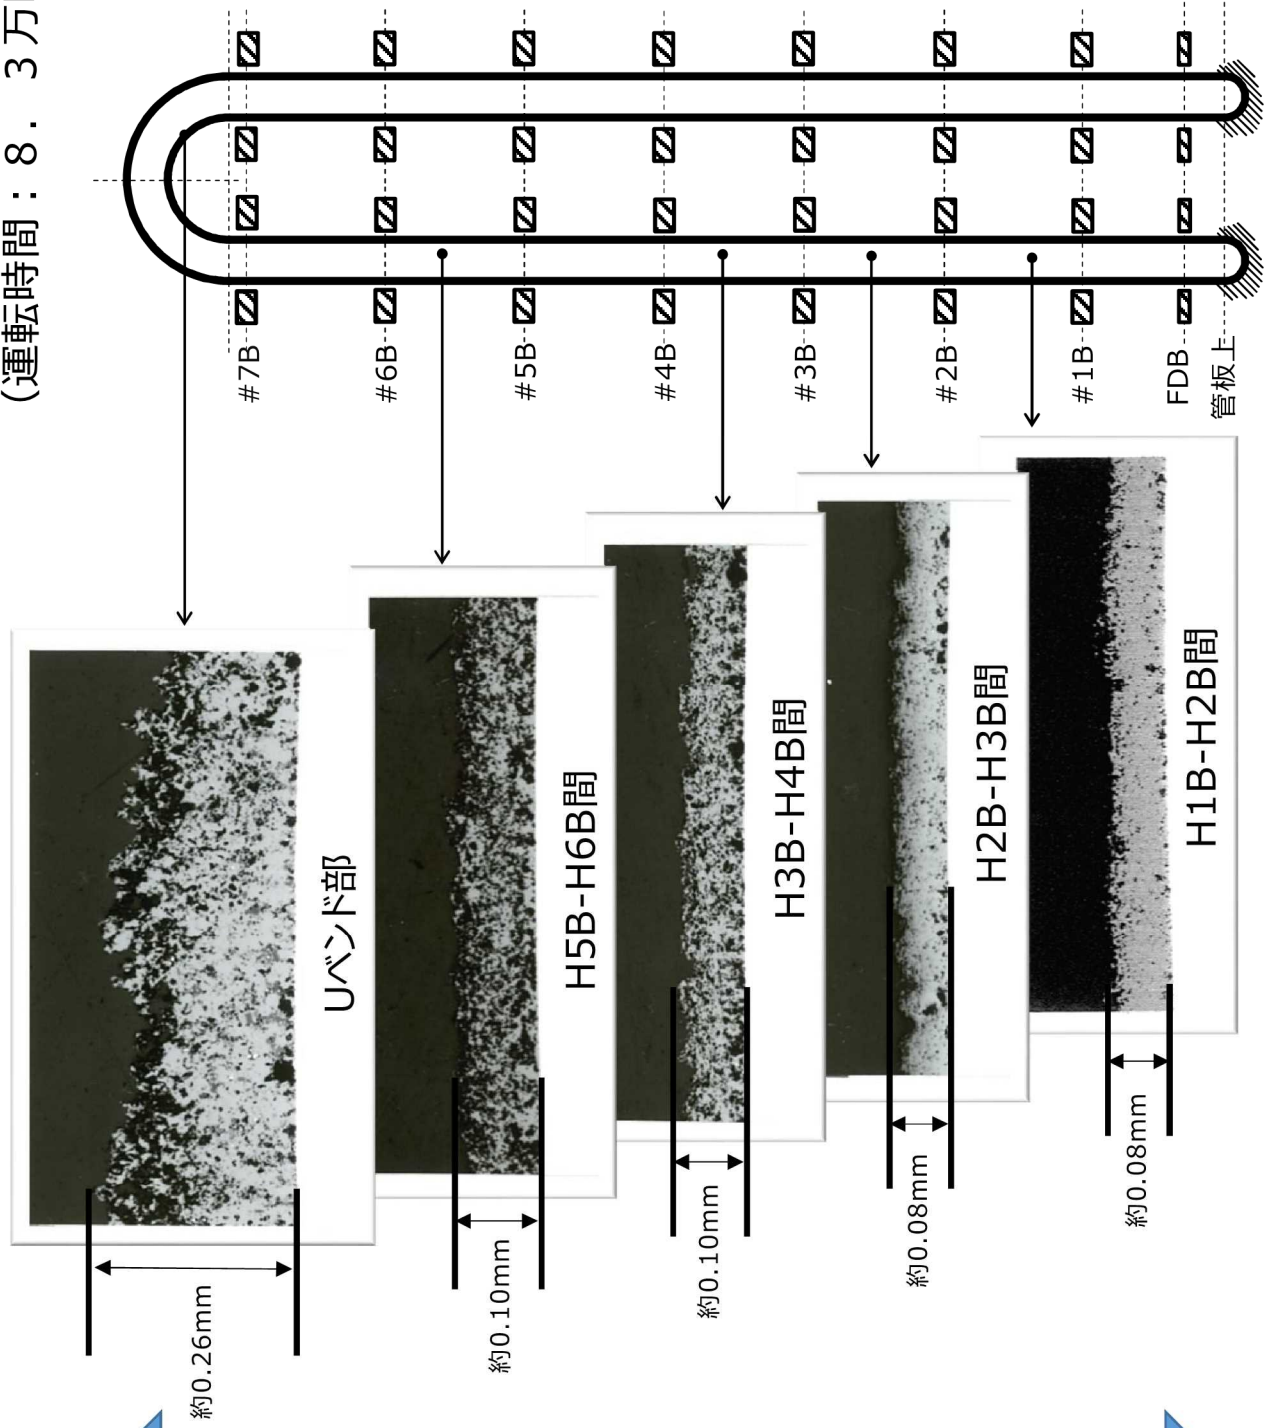 (運転時間:8.3万
#7B
#6B
#5B
#4B
#3B
#2B
#1B
FDB
管板上
Uベンド部
H5B-H6B間
H3B-H4B間
H2B-H3B間
H1B-H2B間
約0.26mm
約0.10mm
約0.10mm
約0.08mm
約0.08mm